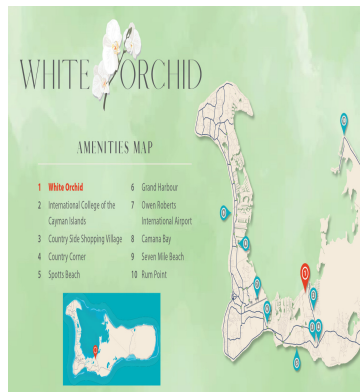 WHITE ORCHID
AMENITIES MAP
1 White Orchid
2 International College of the
Cayman Islands
3 Country Side Shopping Village
4 Country Corner
5 Spotts Beach
6 Grand Harbour
7 Owen Roberts
International Airport
8 Camana Bay
9 Seven Mile Beach
10 Rum Point